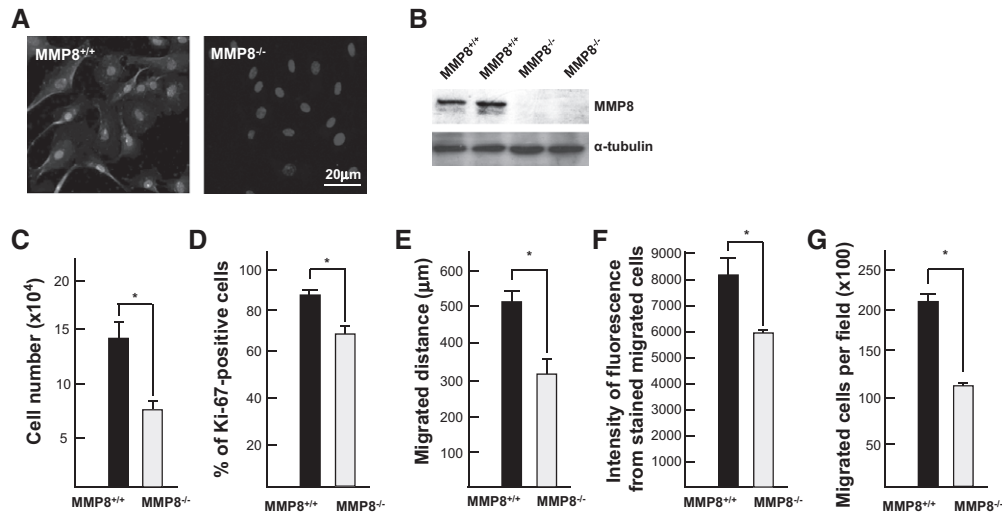 A
MMP8+/+
MMP8-/-
20μm
B
MMP8+/+
MMP8+/+
MMP8-/-
MMP8-/-
MMP8
α-tubulin
C
Cell number (x10⁴)
20
15
10
5
*
MMP8+/+ MMP8-/-
D
% of Ki-67-positive cells
100
80
60
40
20
*
MMP8+/+ MMP8-/-
E
Migrated distance (μm)
600
500
400
300
200
100
*
MMP8+/+ MMP8-/-
F
Intensity of fluorescence
from stained migrated cells
9000
8000
7000
6000
5000
4000
3000
2000
1000
*
MMP8+/+ MMP8-/-
G
Migrated cells per field (x100)
250
200
150
100
50
*
MMP8+/+ MMP8-/-